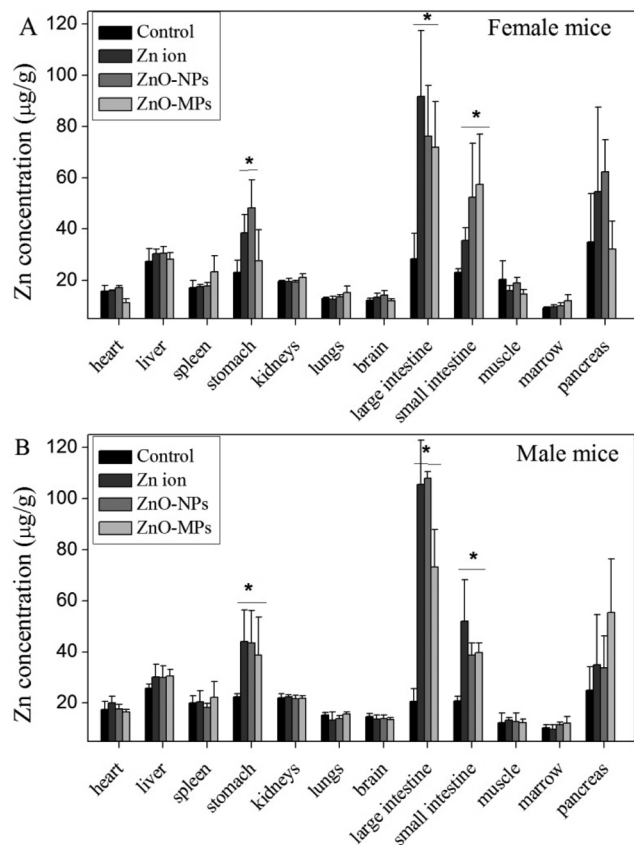 A
Female mice
Control
Zn ion
ZnO-NPs
ZnO-MPs
Zn concentration (μg/g)
120
100
80
60
40
20
*
*
*
heart
liver
spleen
stomach
kidneys
lungs
brain
large intestine
small intestine
muscle
marrow
pancreas
B
Male mice
Control
Zn ion
ZnO-NPs
ZnO-MPs
Zn concentration (μg/g)
120
100
80
60
40
20
*
*
*
heart
liver
spleen
stomach
kidneys
lungs
brain
large intestine
small intestine
muscle
marrow
pancreas